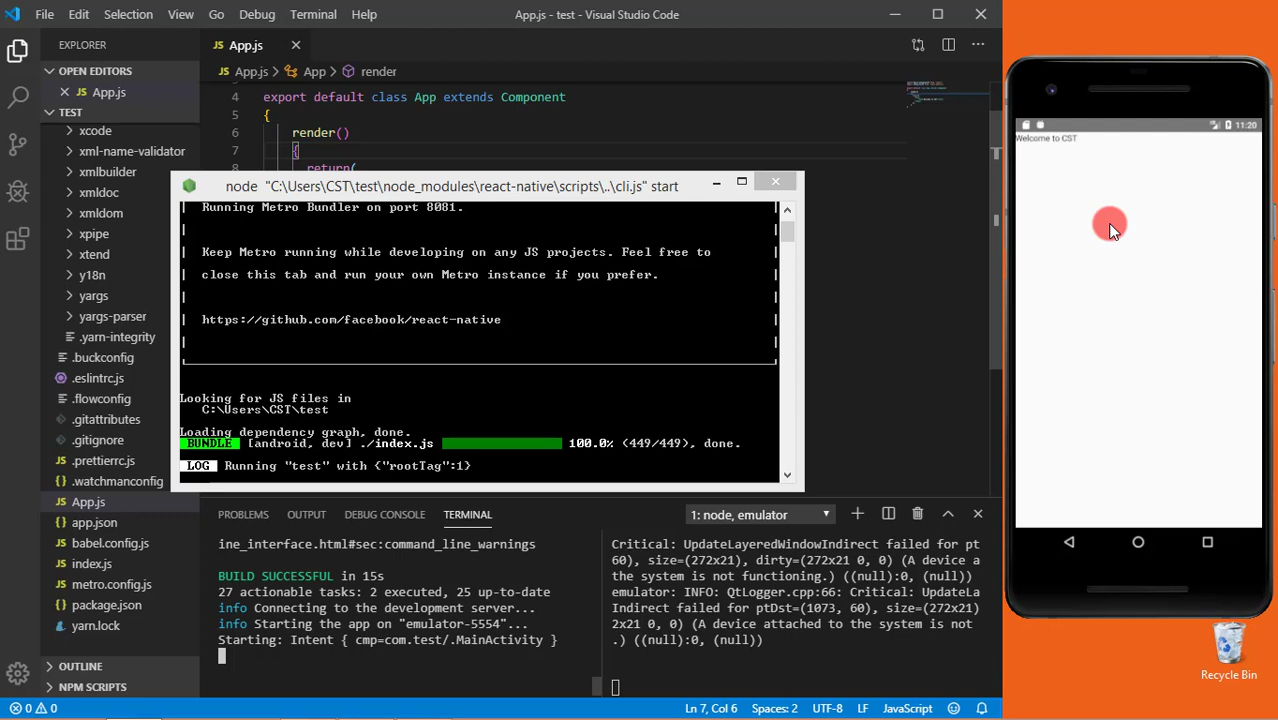 File Edit Selection View Go Debug Terminal Help App.js - test - Visual Studio Code
EXPLORER
OPEN EDITORS
App.js
TEST
xcode
xml-name-validator
xmlbuilder
xmldoc
xmldom
xpipe
xtend
y18n
yargs
yargs-parser
.yarn-integrity
.buckconfig
.eslintrc.js
.flowconfig
.gitattributes
.gitignore
.prettierrc.js
.watchmanconfig
App.js
app.json
babel.config.js
index.js
metro.config.js
package.json
yarn.lock
OUTLINE
NPM SCRIPTS
JS App.js
JS App.js > App > render
4 export default class App extends Component
5 {
6 render()
7 {
8 return(
node "C:\Users\CST\test\node_modules\react-native\scripts\..\cli.js" start
Running Metro Bundler on port 8081.
Keep Metro running while developing on any JS projects. Feel free to
close this tab and run your own Metro instance if you prefer.
https://github.com/facebook/react-native
Looking for JS files in
C:\Users\CST\test
Loading dependency graph, done.
BUNDLE [android, dev] ./index.js 100.0% (449/449), done.
LOG Running "test" with {"rootTag":1}
PROBLEMS OUTPUT DEBUG CONSOLE TERMINAL 1: node, emulator
ine_interface.html#sec:command_line_warnings
BUILD SUCCESSFUL in 15s
27 actionable tasks: 2 executed, 25 up-to-date
info Connecting to the development server...
info Starting the app on "emulator-5554"...
Starting: Intent { cmp=com.test/.MainActivity }
Critical: UpdateLayeredWindowIndirect failed for pt
60), size=(272x21), dirty=(272x21 0, 0) (A device a
the system is not functioning.) ((null):0, (null))
emulator: INFO: QtLogger.cpp:66: Critical: UpdateLa
Indirect failed for ptDst=(1073, 60), size=(272x21)
2x21 0, 0) (A device attached to the system is not
.) ((null):0, (null))
0 0 Ln 7, Col 6 Spaces: 2 UTF-8 LF JavaScript
11:20
Welcome to CST
Recycle Bin